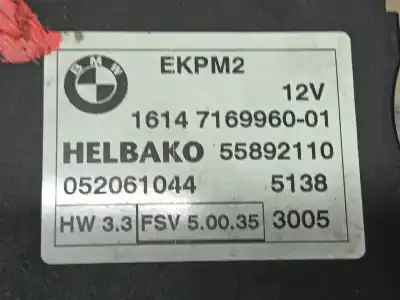 BMW
EKPM2
12V
1614 7169960-01
HELBAKO 55892110
052061044 5138
HW 3.3 FSV 5.00.35 3005